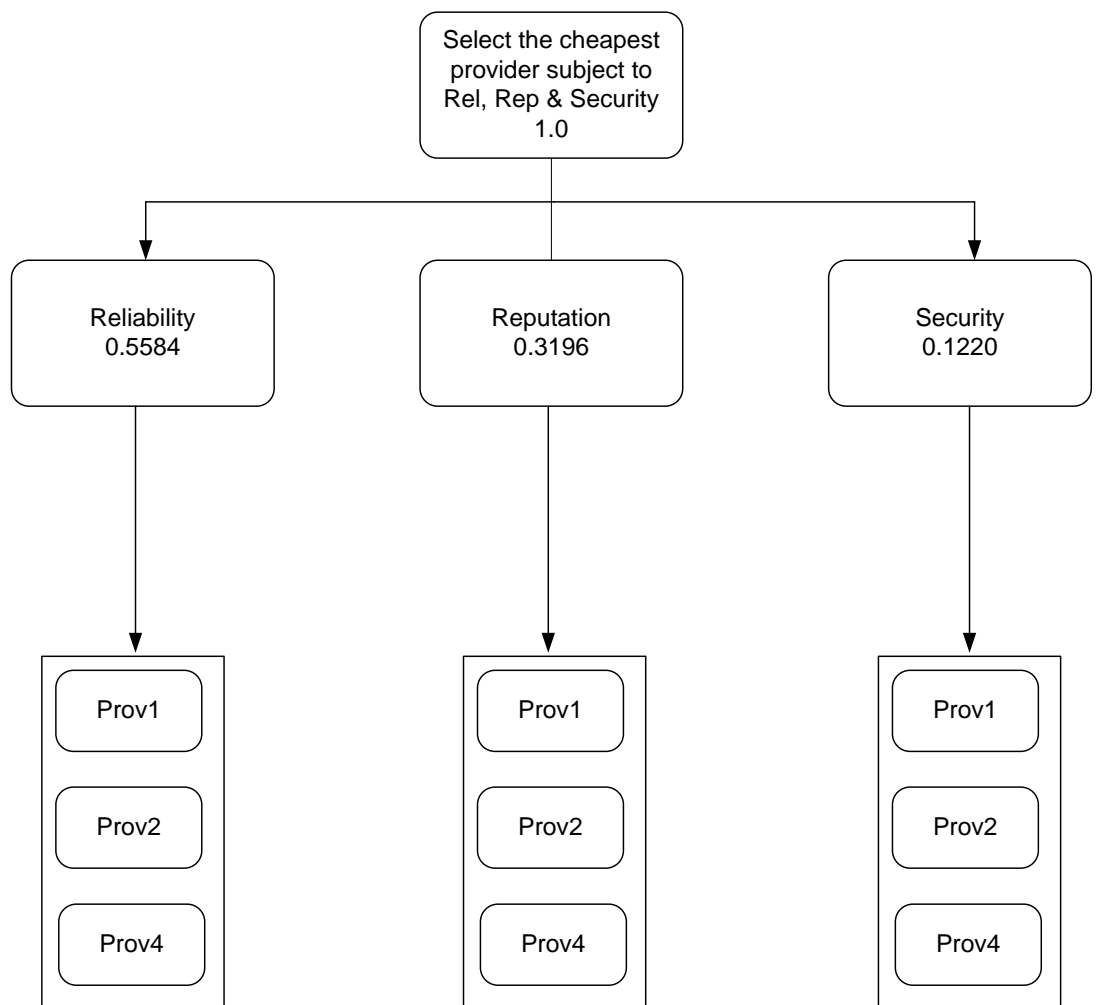 Select the cheapest
provider subject to
Rel, Rep & Security
1.0
Reliability
0.5584
Reputation
0.3196
Security
0.1220
Prov1
Prov2
Prov4
Prov1
Prov2
Prov4
Prov1
Prov2
Prov4